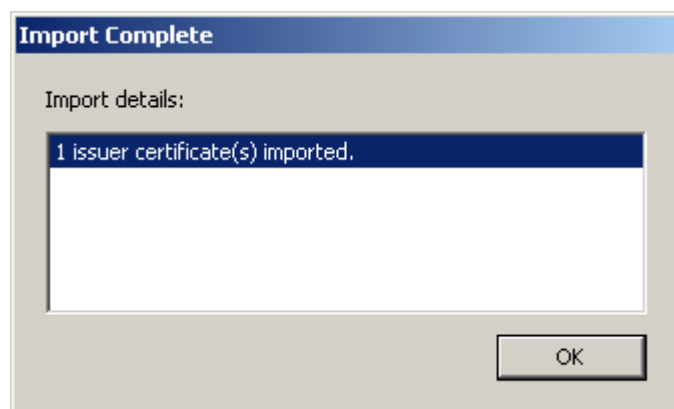 Import Complete
Import details:
1 issuer certificate(s) imported.
OK